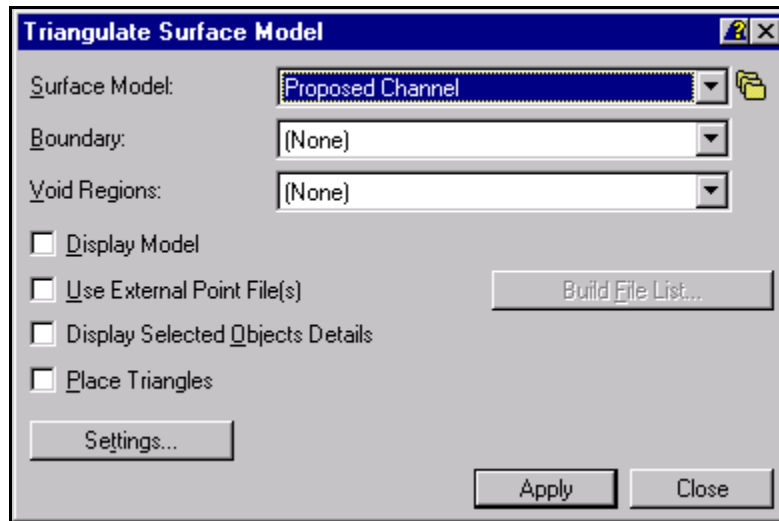 Triangulate Surface Model
Surface Model: Proposed Channel
Boundary: (None)
Void Regions: (None)
Display Model
Use External Point File(s) Build File List...
Display Selected Objects Details
Place Triangles
Settings...
Apply Close